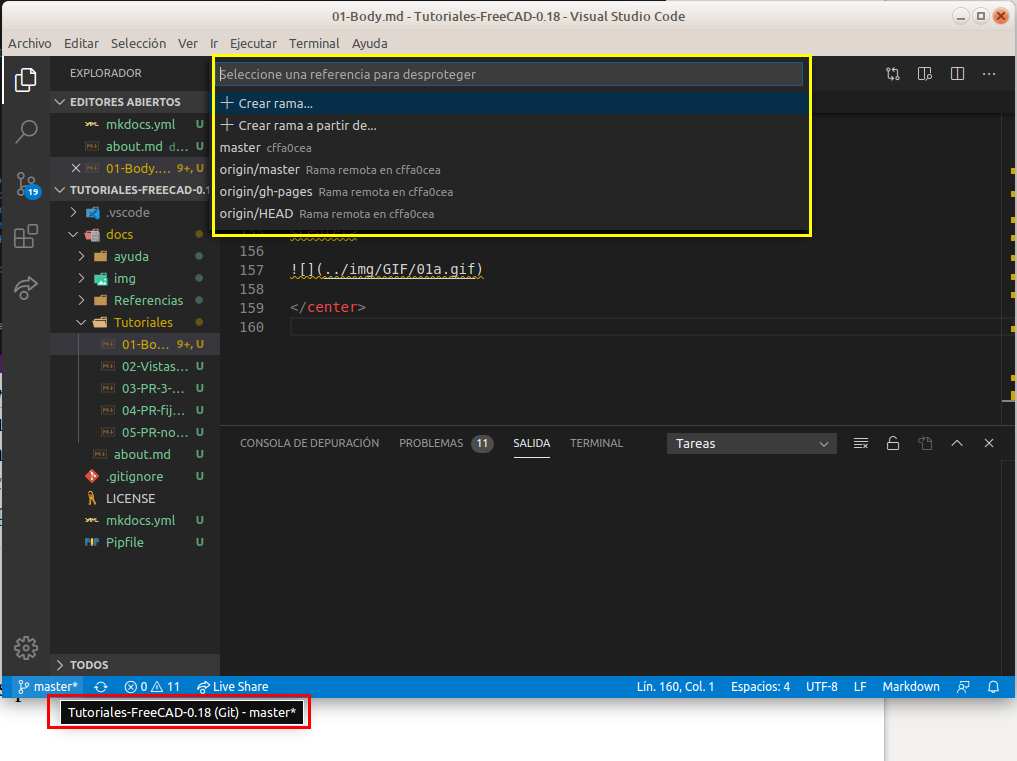 01-Body.md - Tutoriales-FreeCAD-0.18 - Visual Studio Code
Archivo Editar Selección Ver Ir Ejecutar Terminal Ayuda
EXPLORADOR
EDITORES ABIERTOS
mkdocs.yml U
about.md d... U
01-Body.... 9+, U
TUTORIALES-FREECAD-0.1
.vscode
docs
ayuda
img
Referencias
Tutoriales
01-Bo... 9+, U
02-Vistas... U
03-PR-3-... U
04-PR-fij... U
05-PR-no... U
about.md U
.gitignore U
LICENSE
mkdocs.yml U
Pipfile U
TODOS
19
Seleccione una referencia para desproteger
Crear rama...
Crear rama a partir de...
master cffa0cea
origin/master Rama remota en cffa0cea
origin/gh-pages Rama remota en cffa0cea
origin/HEAD Rama remota en cffa0cea
156
157 ![](../img/GIF/01a.gif)
158
159 </center>
160
CONSOLA DE DEPURACIÓN PROBLEMAS 11 SALIDA TERMINAL Tareas
master* 0 11 Live Share Lín. 160, Col. 1 Espacios: 4 UTF-8 LF Markdown
Tutoriales-FreeCAD-0.18 (Git) - master*